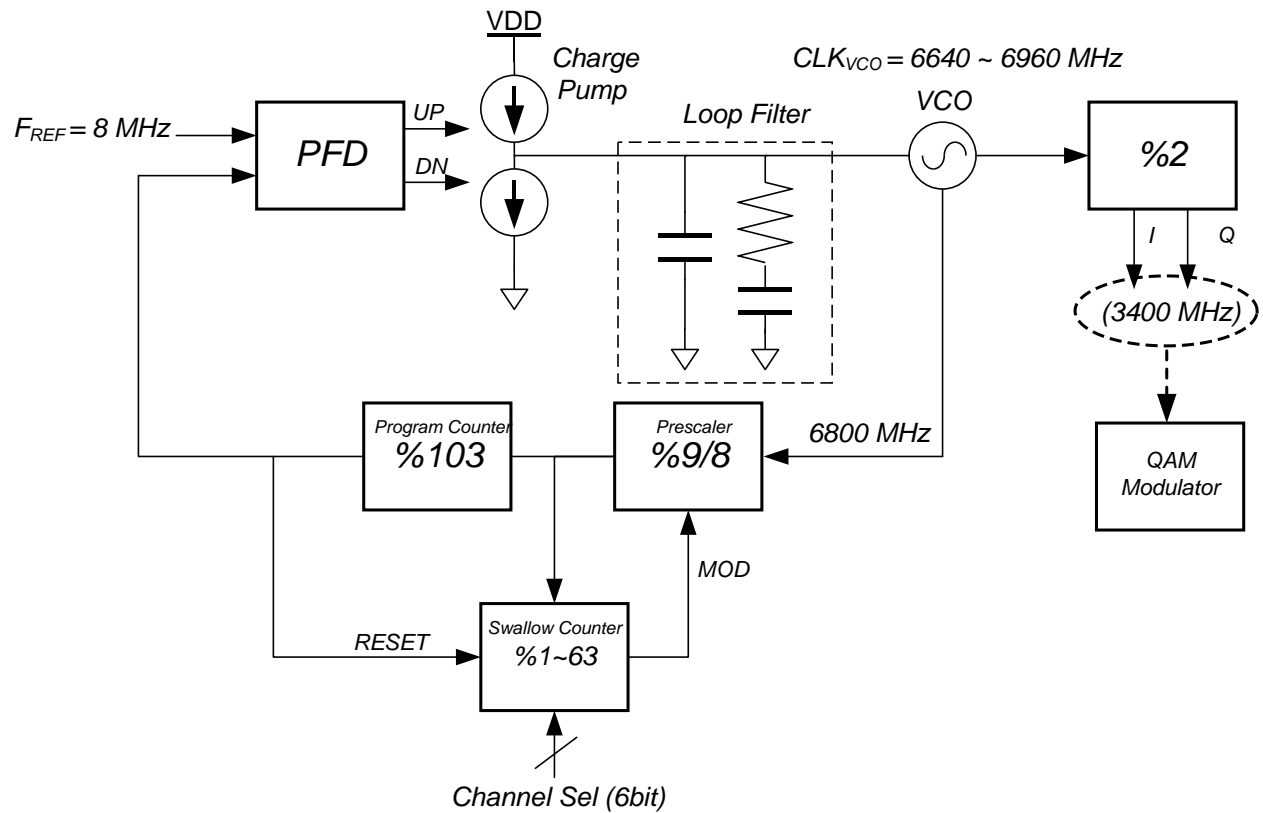 VDD
Charge
Pump
CLKVCO = 6640 ~ 6960 MHz
VCO
Loop Filter
FREF = 8 MHz
UP
PFD
DN
%2
I
Q
(3400 MHz)
Program Counter
%103
Prescaler
%9/8
6800 MHz
QAM
Modulator
MOD
RESET
Swallow Counter
%1~63
Channel Sel (6bit)